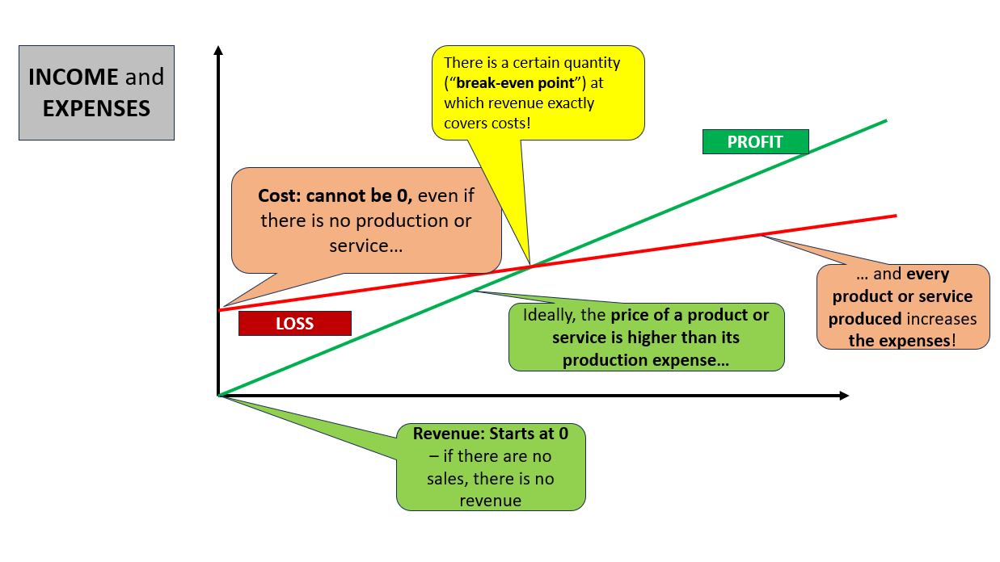 INCOME and
EXPENSES
There is a certain quantity
(“break-even point”) at
which revenue exactly
covers costs!
PROFIT
Cost: cannot be 0, even if
there is no production or
service…
LOSS
… and every
product or service
produced increases
the expenses!
Ideally, the price of a product or
service is higher than its
production expense…
Revenue: Starts at 0
– if there are no
sales, there is no
revenue